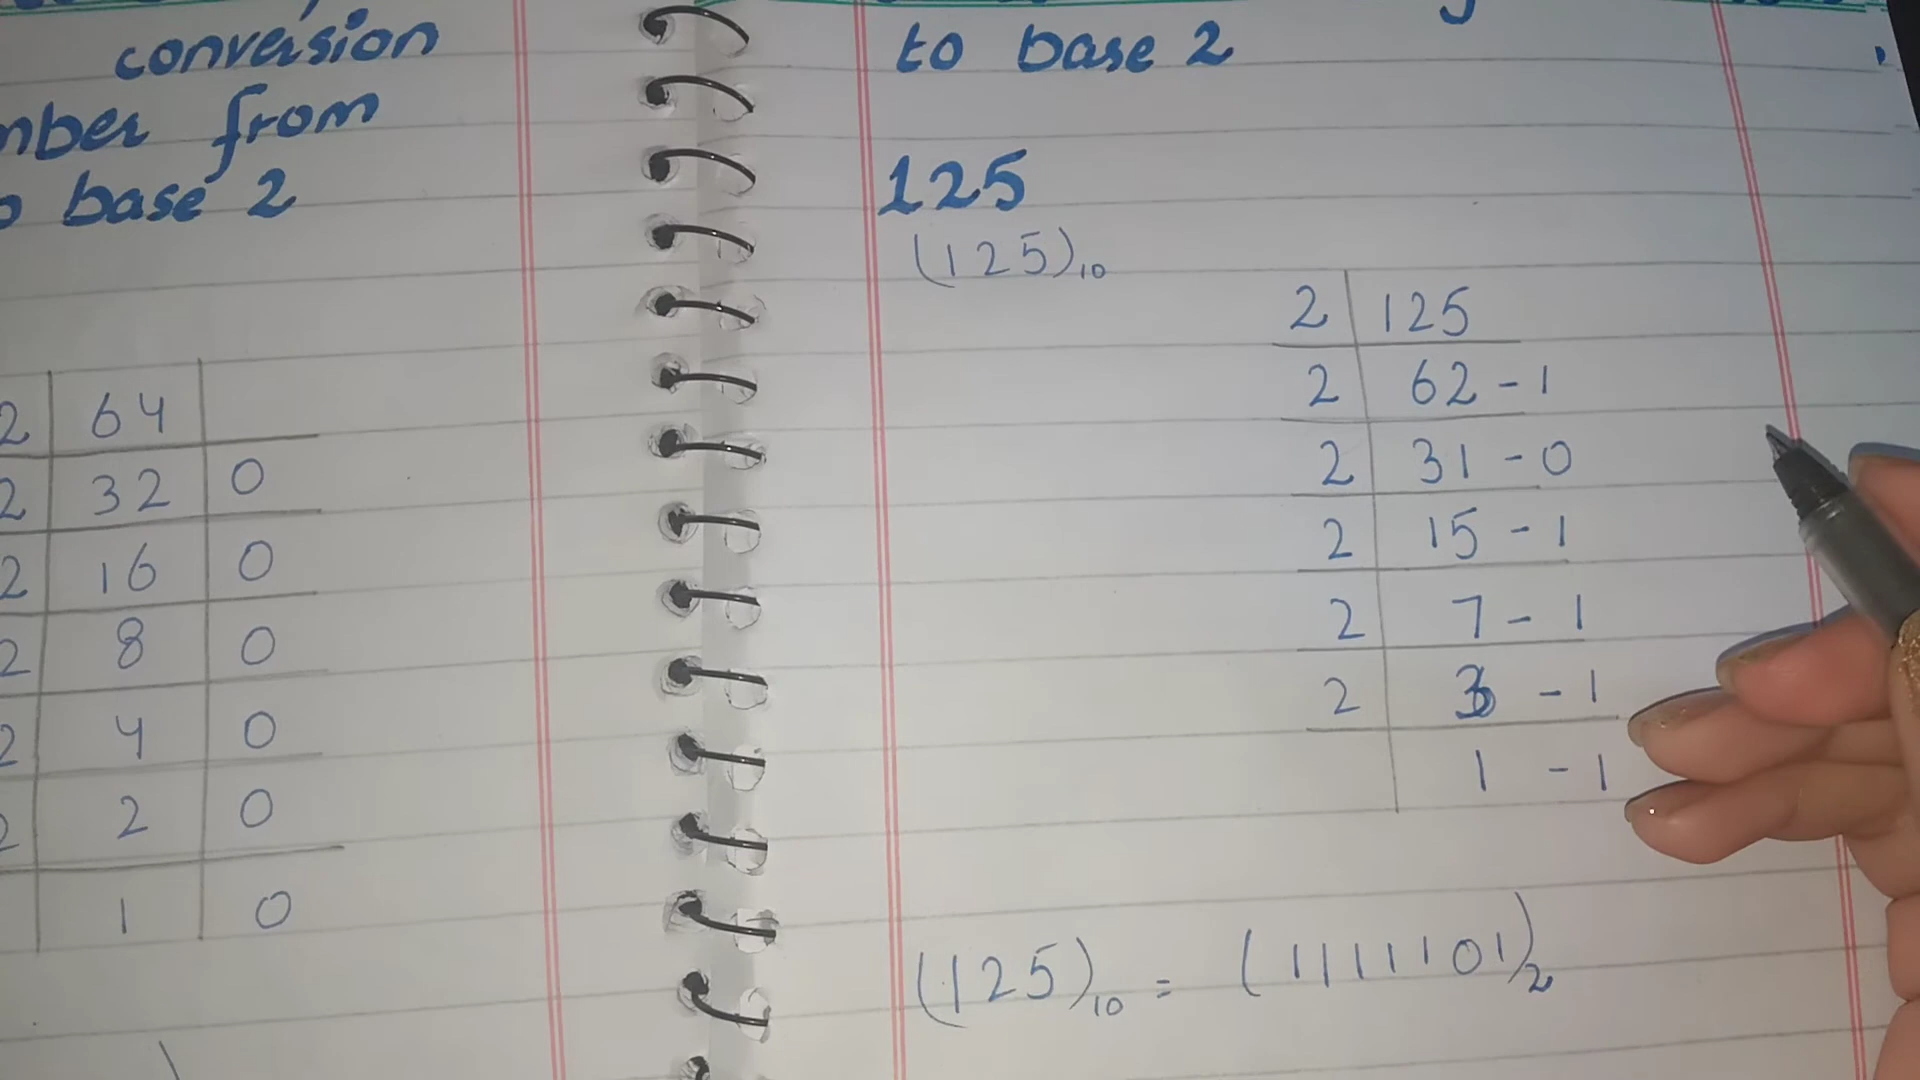 conversion
from
base 2
2 64
2 32 0
2 16 0
2 8 0
2 4 0
2 2 0
1 0
to base 2
125
(125)10
2 125
2 62 - 1
2 31 - 0
2 15 - 1
2 7 - 1
2 3 - 1
1 - 1
(125)10 = (1111101)2